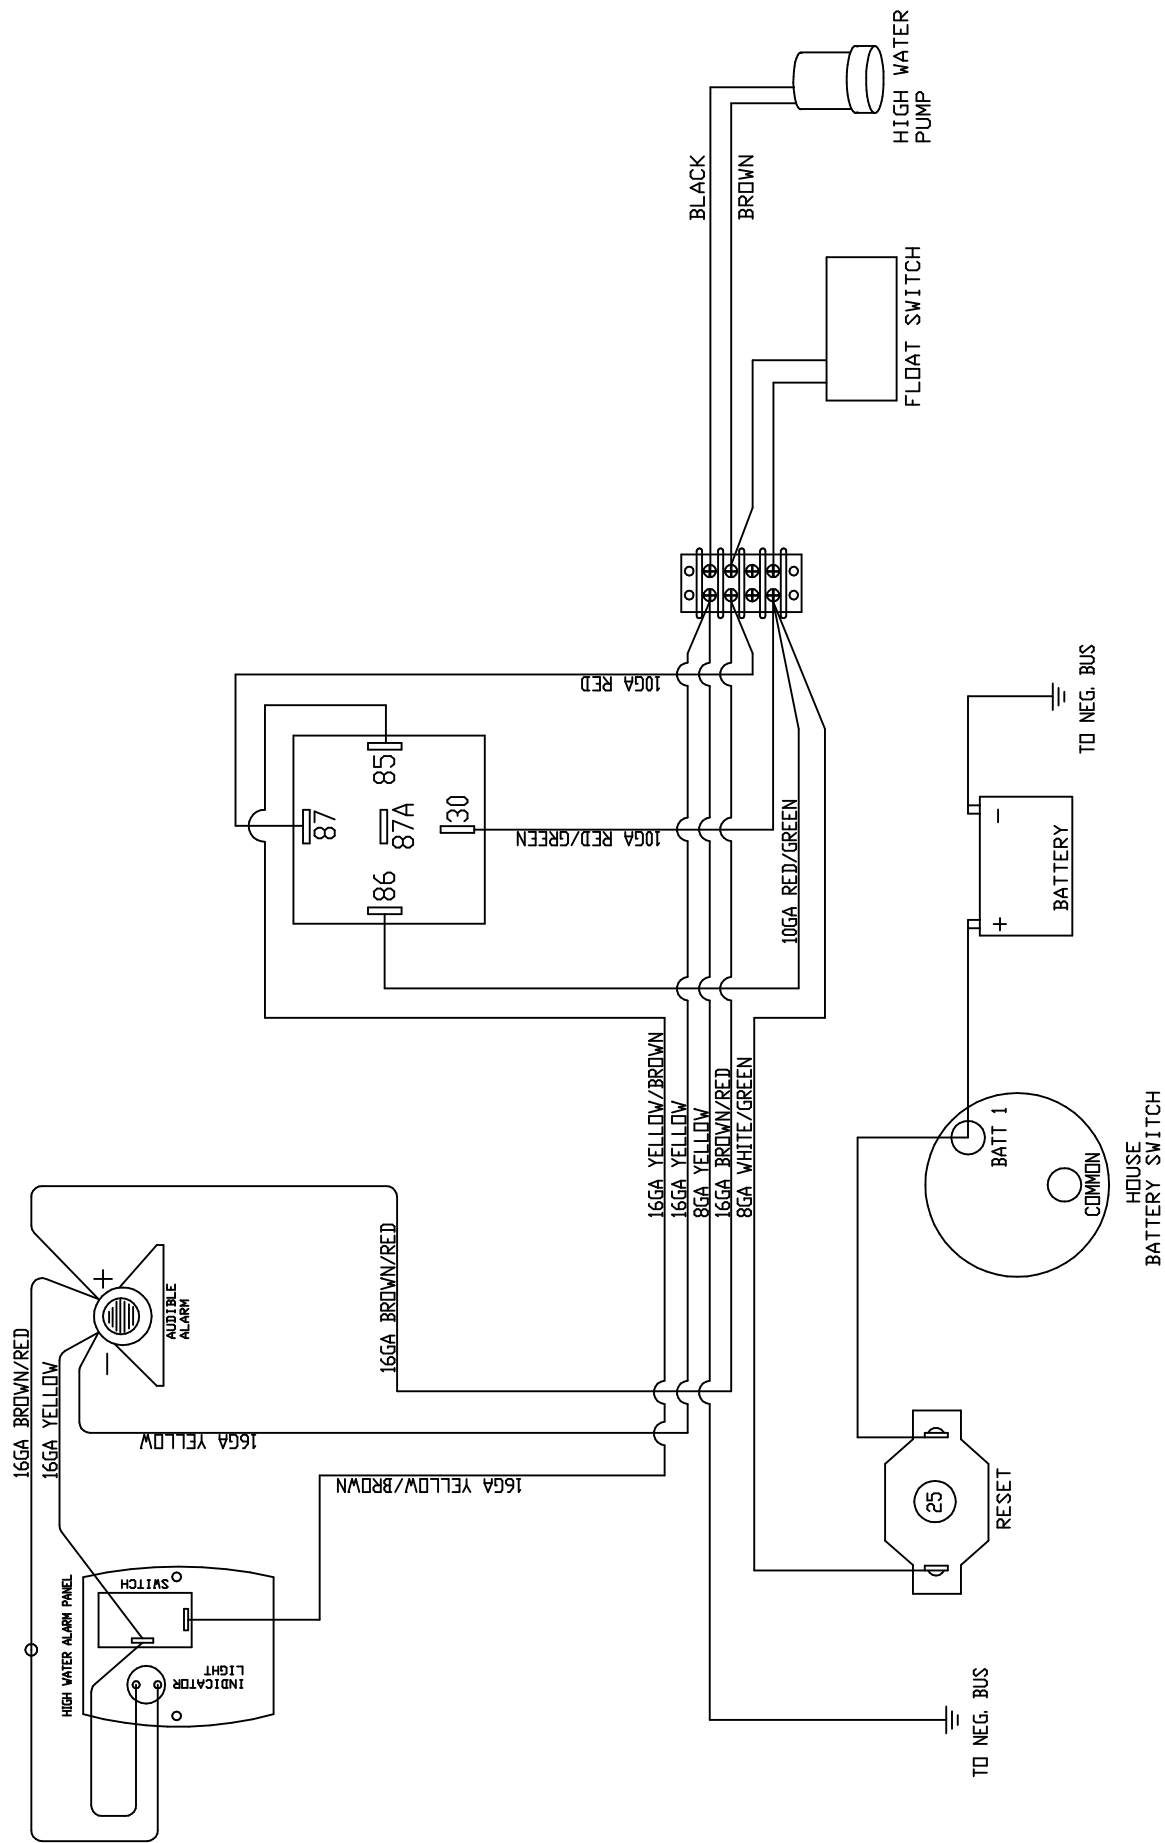 HIGH WATER
PUMP
BLACK
BROWN
FLOAT SWITCH
10GA RED
85
87
87A
30
86
10GA RED/GREEN
10GA RED/GREEN
TO NEG. BUS
-
+
BATTERY
16GA YELLOW/BROWN
16GA YELLOW
8GA YELLOW
16GA BROWN/RED
8GA WHITE/GREEN
BATT 1
COMMON
HOUSE
BATTERY SWITCH
+
-
AUDIBLE
ALARM
16GA BROWN/RED
16GA BROWN/RED
16GA YELLOW
16GA YELLOW
16GA YELLOW/BROWN
25
RESET
HIGH WATER ALARM PANEL
SWITCH
INDICATOR
LIGHT
TO NEG. BUS